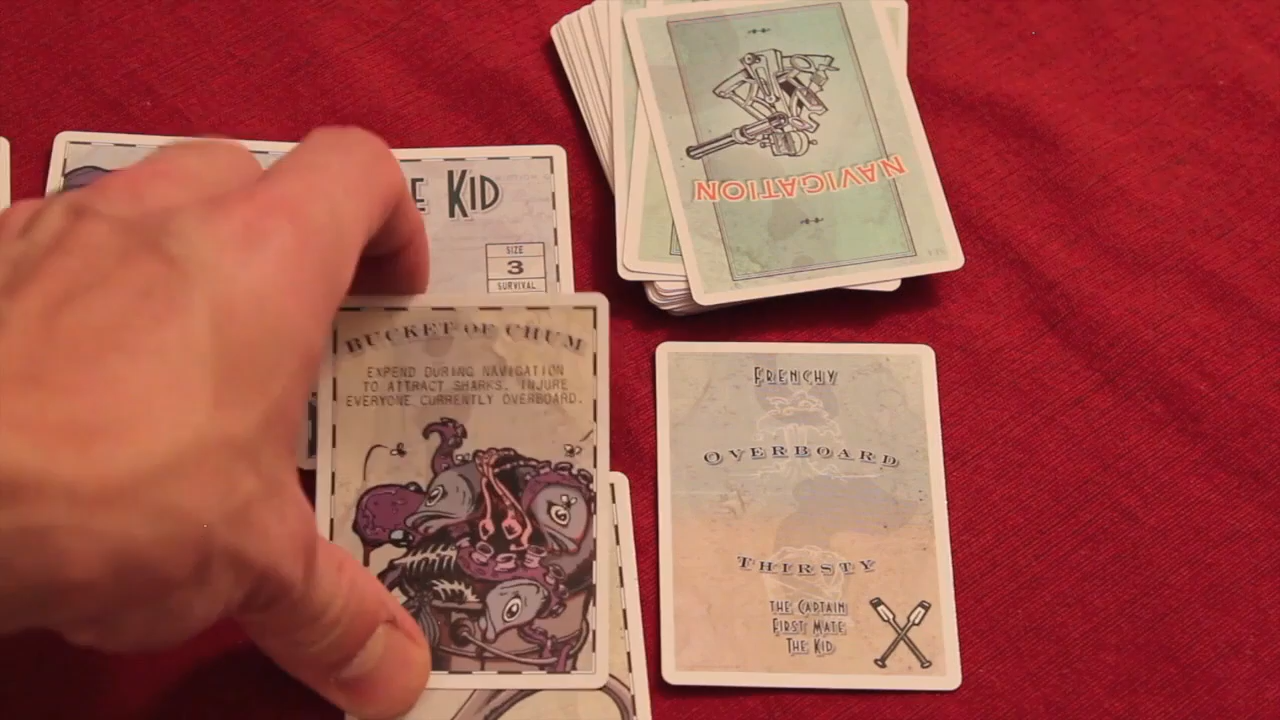 NAVIGATION
E KID
SIZE
3
SURVIVAL
BUCKET OF CHUM
EXPEND DURING NAVIGATION
TO ATTRACT SHARKS. INJURE
EVERYONE CURRENTLY OVERBOARD.
FRENCHY
OVERBOARD
THIRSTY
THE CAPTAIN
FIRST MATE
THE KID